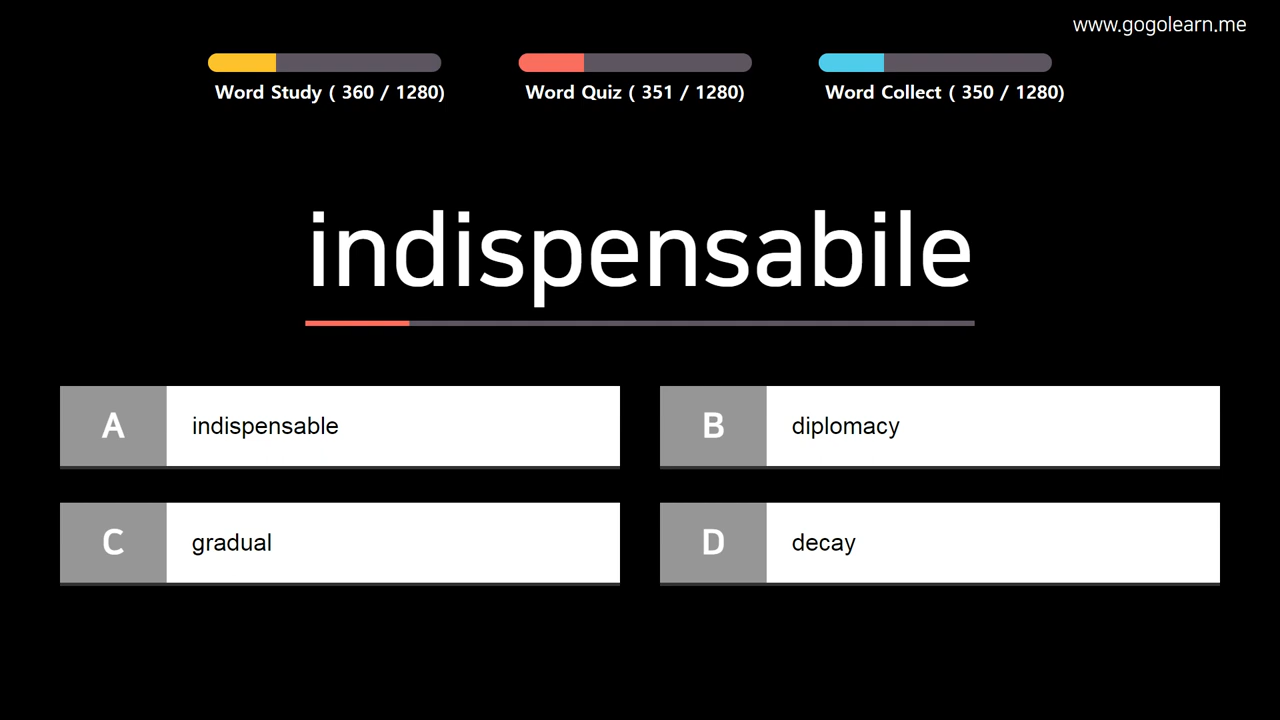 www.gogolearn.me
Word Study ( 360 / 1280)
Word Quiz ( 351 / 1280)
Word Collect ( 350 / 1280)
indispensabile
A indispensable
B diplomacy
C gradual
D decay